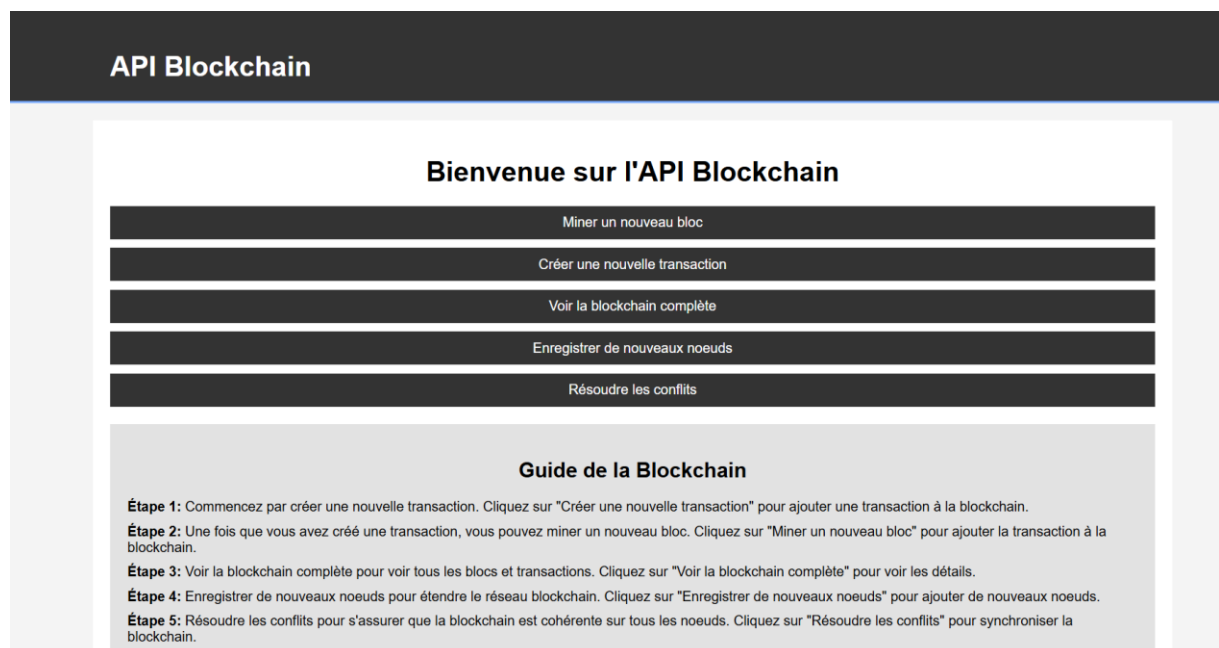 API Blockchain
Bienvenue sur l'API Blockchain
Miner un nouveau bloc
Créer une nouvelle transaction
Voir la blockchain complète
Enregistrer de nouveaux noeuds
Résoudre les conflits
Guide de la Blockchain
Étape 1: Commencez par créer une nouvelle transaction. Cliquez sur "Créer une nouvelle transaction" pour ajouter une transaction à la blockchain.
Étape 2: Une fois que vous avez créé une transaction, vous pouvez miner un nouveau bloc. Cliquez sur "Miner un nouveau bloc" pour ajouter la transaction à la
blockchain.
Étape 3: Voir la blockchain complète pour voir tous les blocs et transactions. Cliquez sur "Voir la blockchain complète" pour voir les détails.
Étape 4: Enregistrer de nouveaux noeuds pour étendre le réseau blockchain. Cliquez sur "Enregistrer de nouveaux noeuds" pour ajouter de nouveaux noeuds.
Étape 5: Résoudre les conflits pour s'assurer que la blockchain est cohérente sur tous les noeuds. Cliquez sur "Résoudre les conflits" pour synchroniser la
blockchain.